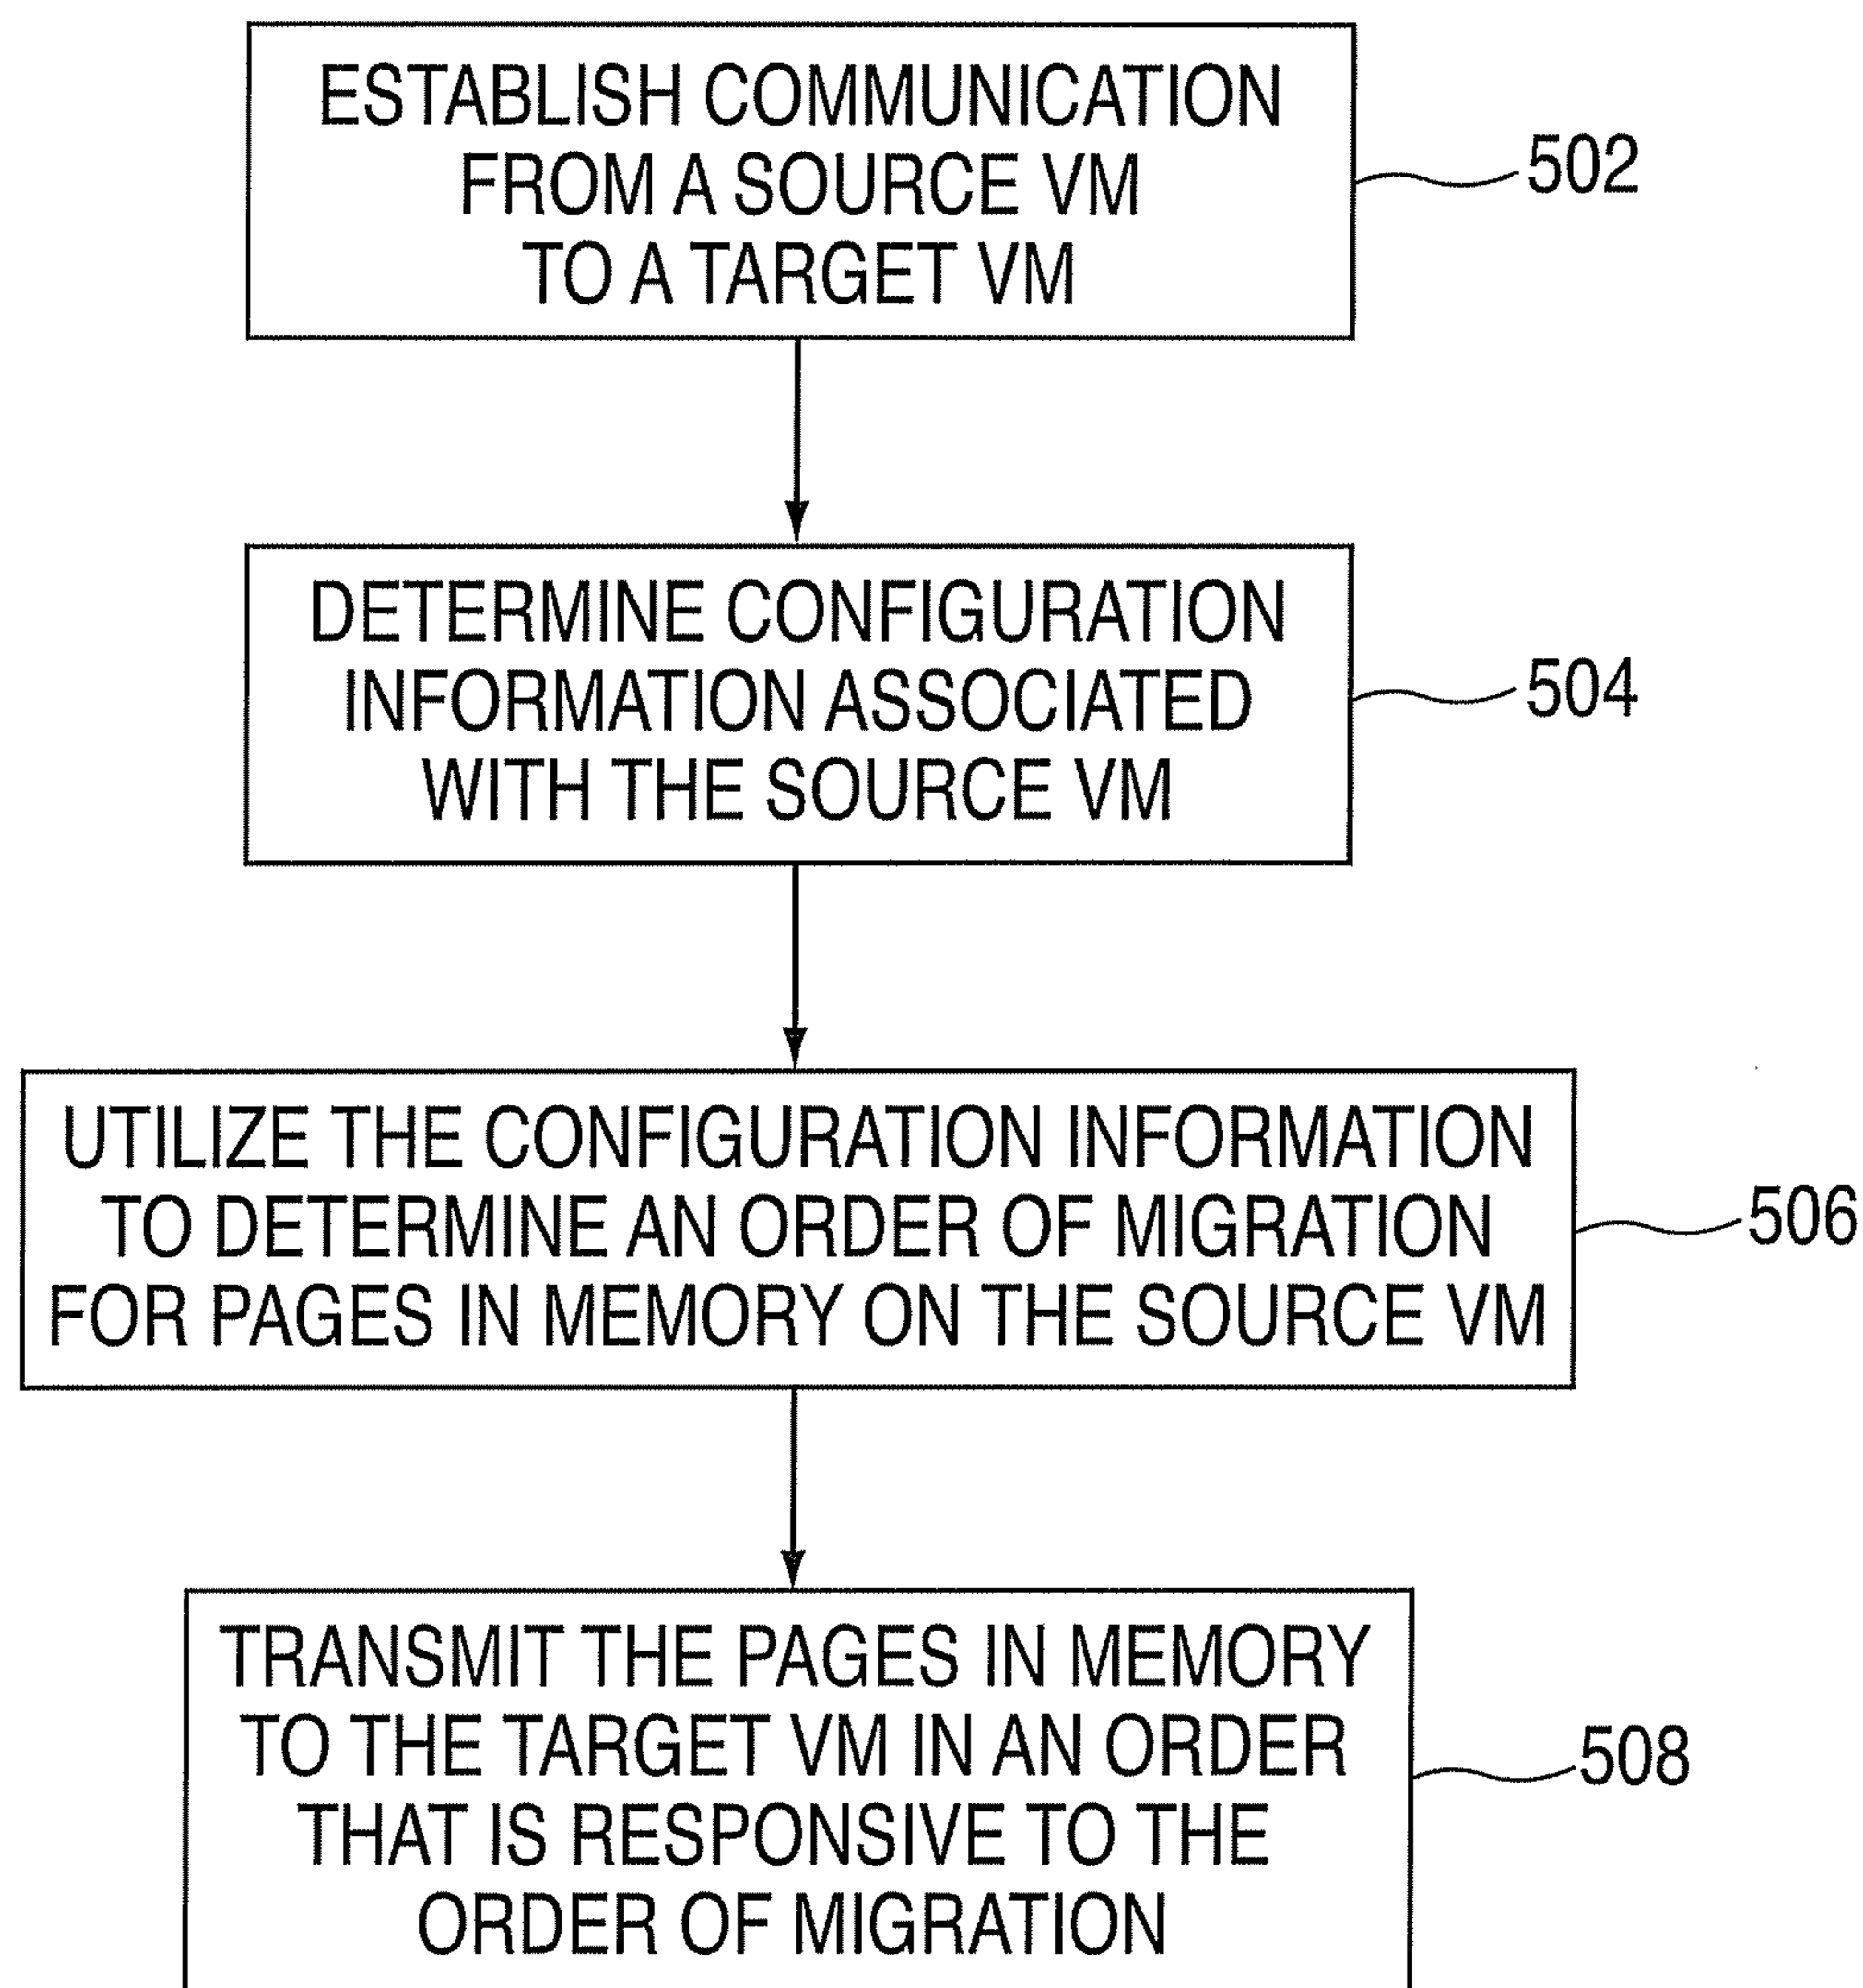 ESTABLISH COMMUNICATION
FROM A SOURCE VM
TO A TARGET VM
502
DETERMINE CONFIGURATION
INFORMATION ASSOCIATED
WITH THE SOURCE VM
504
UTILIZE THE CONFIGURATION INFORMATION
TO DETERMINE AN ORDER OF MIGRATION
FOR PAGES IN MEMORY ON THE SOURCE VM
506
TRANSMIT THE PAGES IN MEMORY
TO THE TARGET VM IN AN ORDER
THAT IS RESPONSIVE TO THE
ORDER OF MIGRATION
508